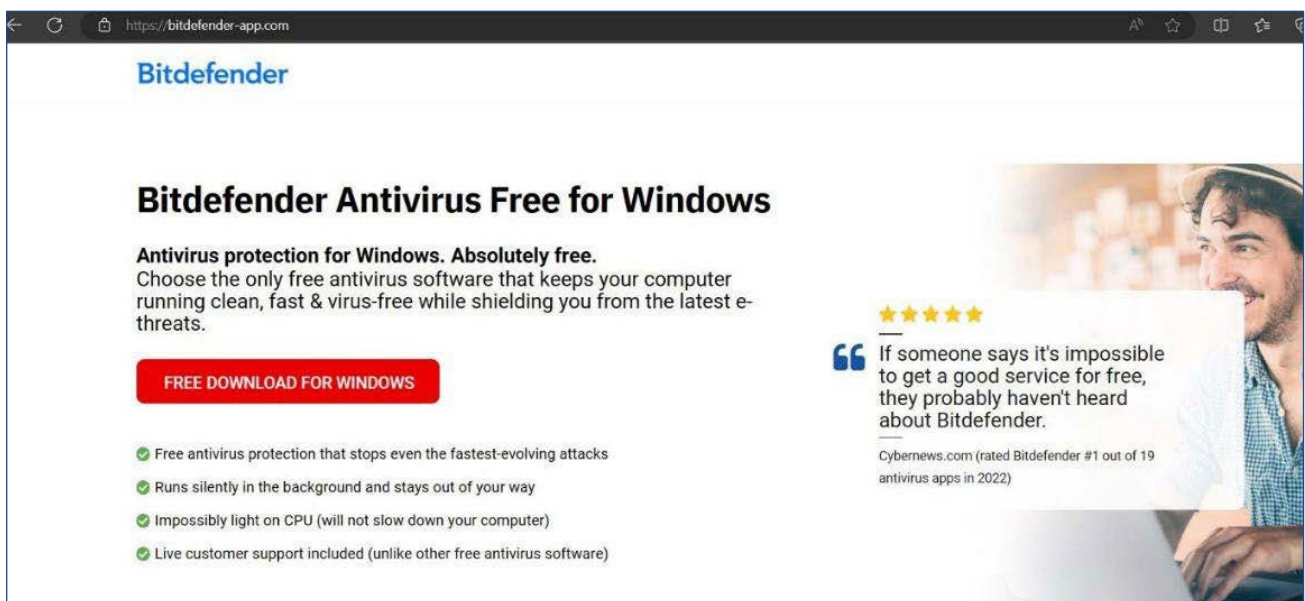 https://bitdefender-app.com
Bitdefender
Bitdefender Antivirus Free for Windows
Antivirus protection for Windows. Absolutely free.
Choose the only free antivirus software that keeps your computer
running clean, fast & virus-free while shielding you from the latest e-
threats.
FREE DOWNLOAD FOR WINDOWS
Free antivirus protection that stops even the fastest-evolving attacks
Runs silently in the background and stays out of your way
Impossibly light on CPU (will not slow down your computer)
Live customer support included (unlike other free antivirus software)
If someone says it's impossible
to get a good service for free,
they probably haven't heard
about Bitdefender.
Cybernews.com (rated Bitdefender #1 out of 19
antivirus apps in 2022)